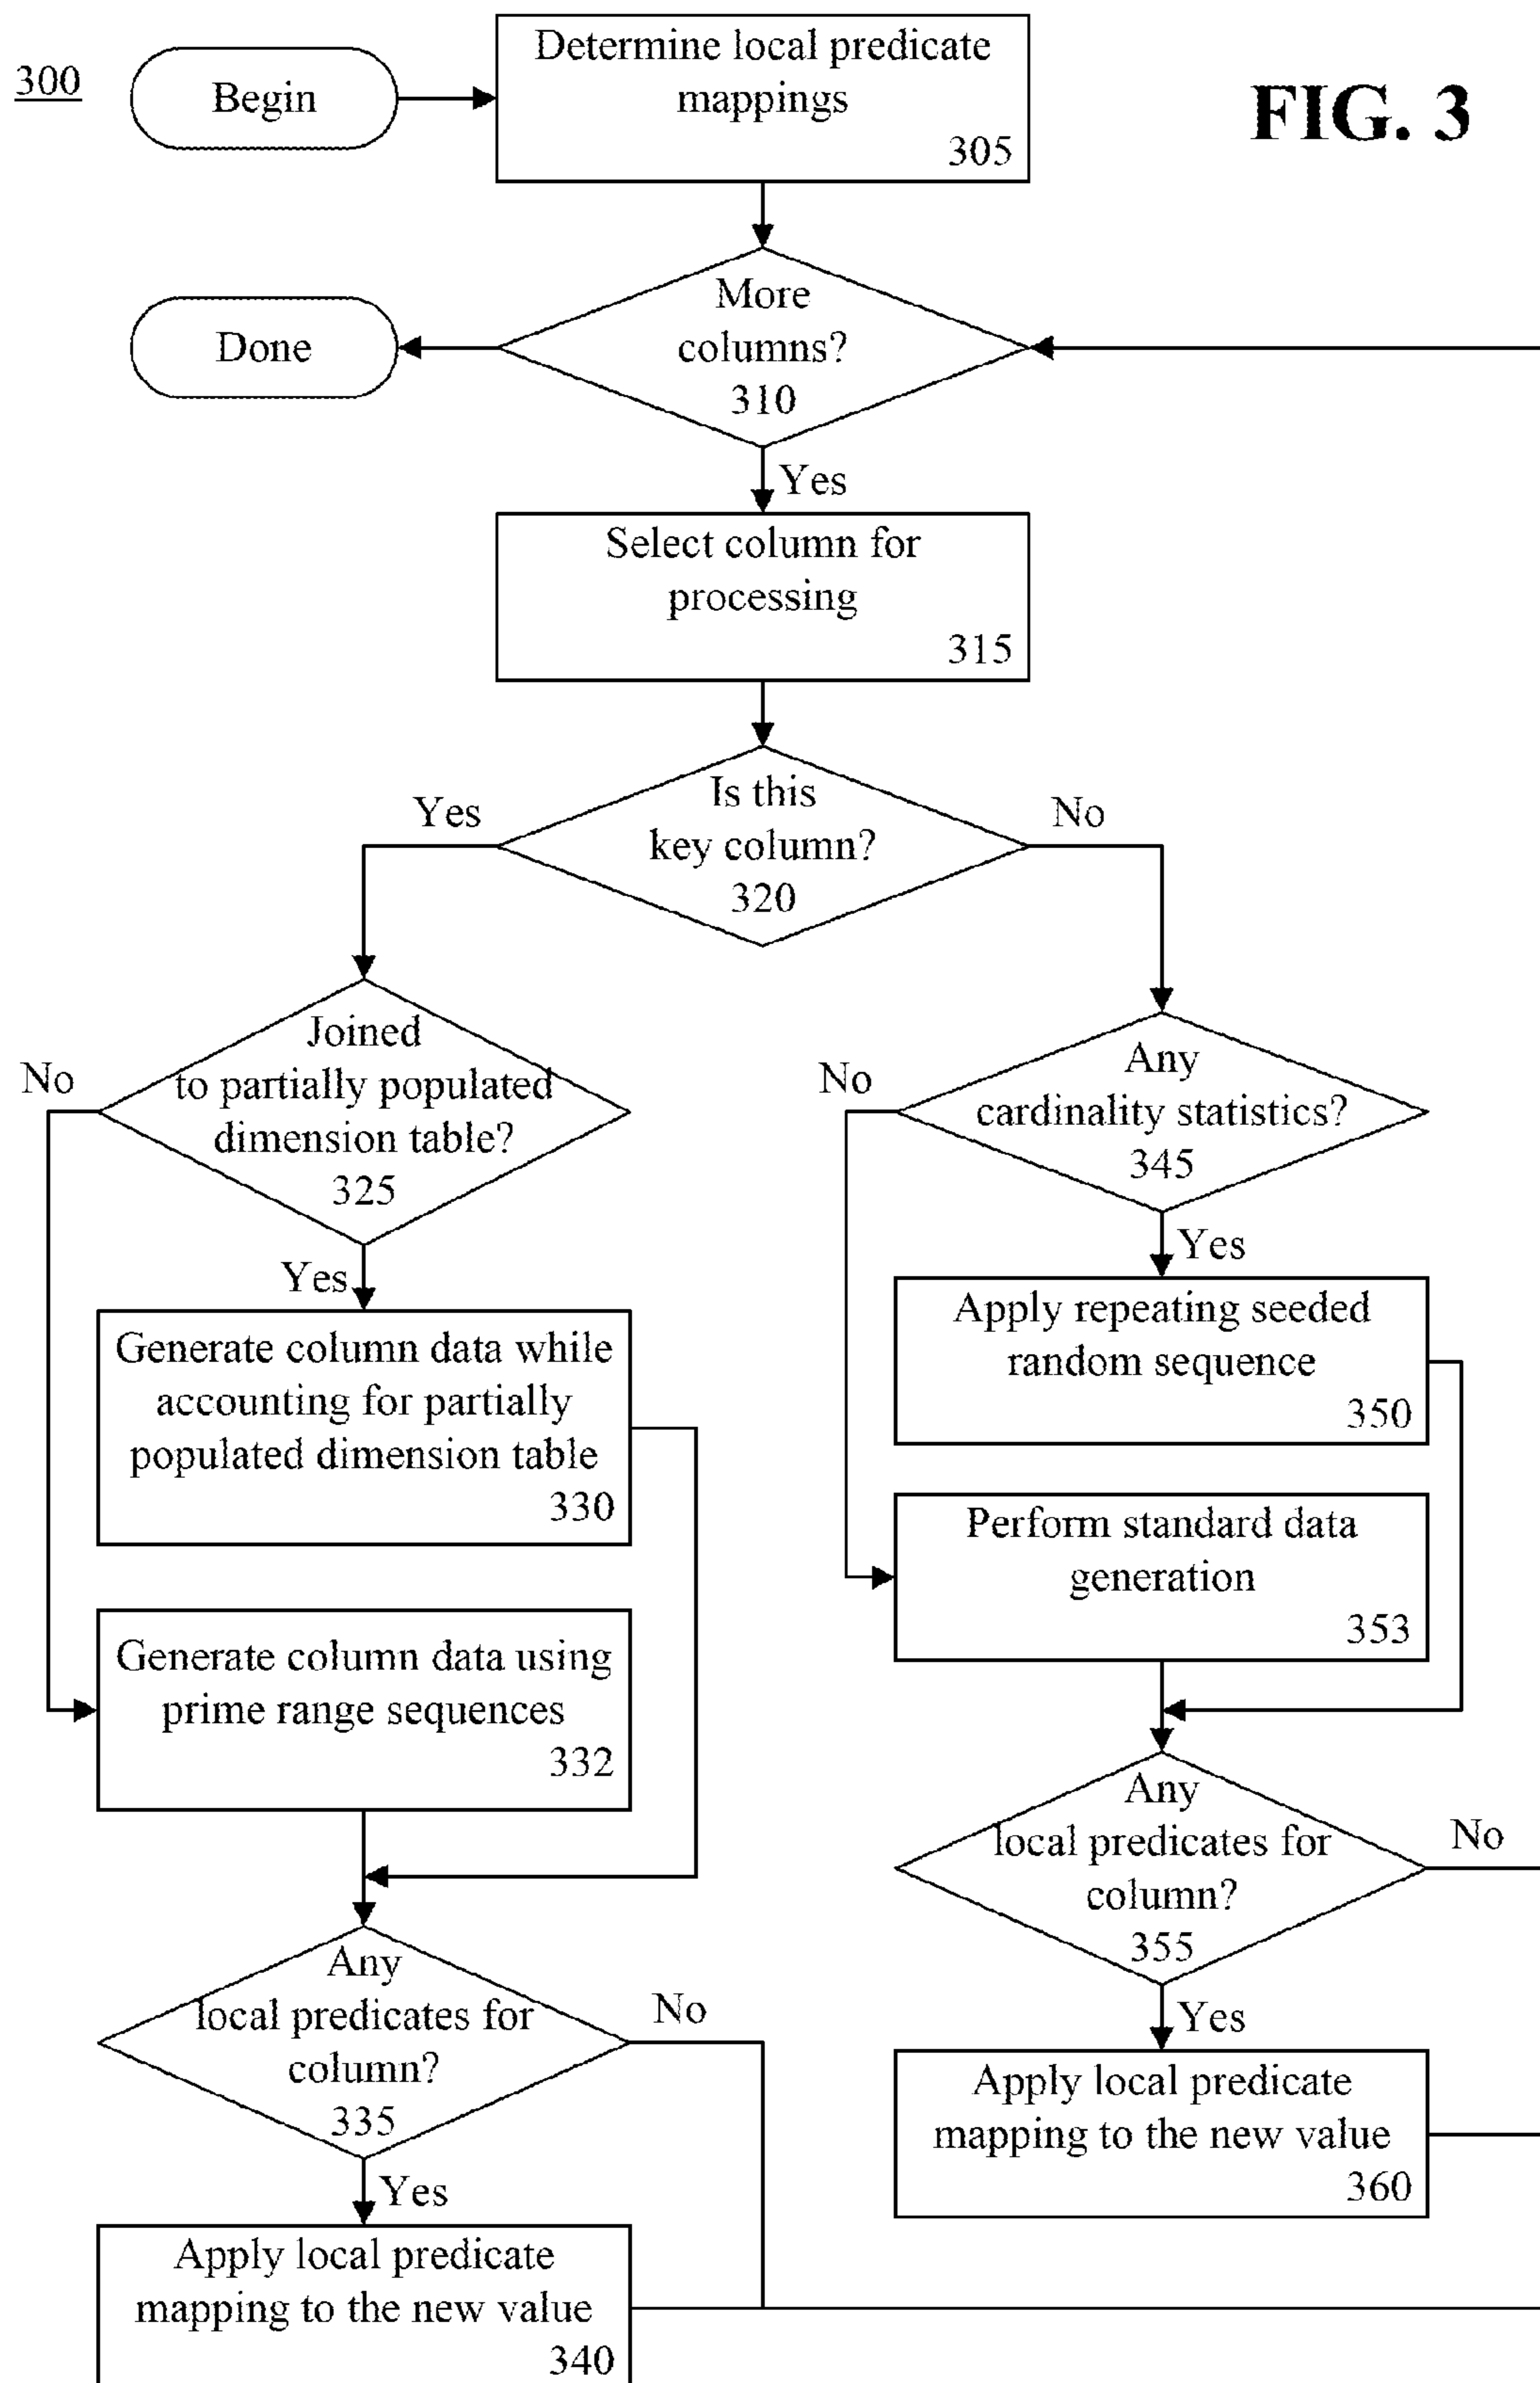 300
Begin
Determine local predicate
mappings
305
FIG. 3
More
columns?
310
Done
Yes
Select column for
processing
315
Is this
key column?
320
Yes
No
Joined
to partially populated
dimension table?
325
No
Yes
Generate column data while
accounting for partially
populated dimension table
330
Generate column data using
prime range sequences
332
Any
local predicates for
column?
335
No
Yes
Apply local predicate
mapping to the new value
340
Any
cardinality statistics?
345
No
Yes
Apply repeating seeded
random sequence
350
Perform standard data
generation
353
Any
local predicates for
column?
355
No
Yes
Apply local predicate
mapping to the new value
360